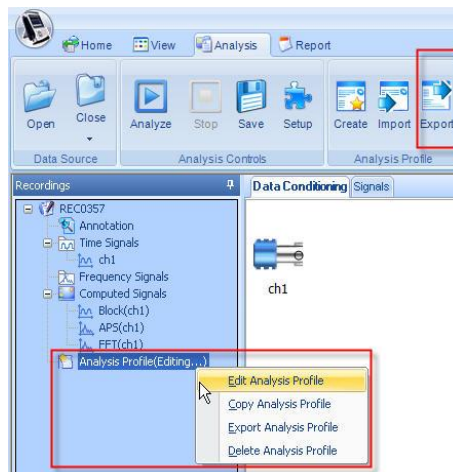 Home View Analysis Report
Open Close Analyze Stop Save Setup Create Import Export
Data Source Analysis Controls Analysis Profile
Recordings Data Conditioning Signals
REC0357
Annotation
Time Signals
ch1
Frequency Signals
Computed Signals
Block(ch1)
APS(ch1)
FFT(ch1)
Analysis Profile(Editing...)
ch1
Edit Analysis Profile
Copy Analysis Profile
Export Analysis Profile
Delete Analysis Profile